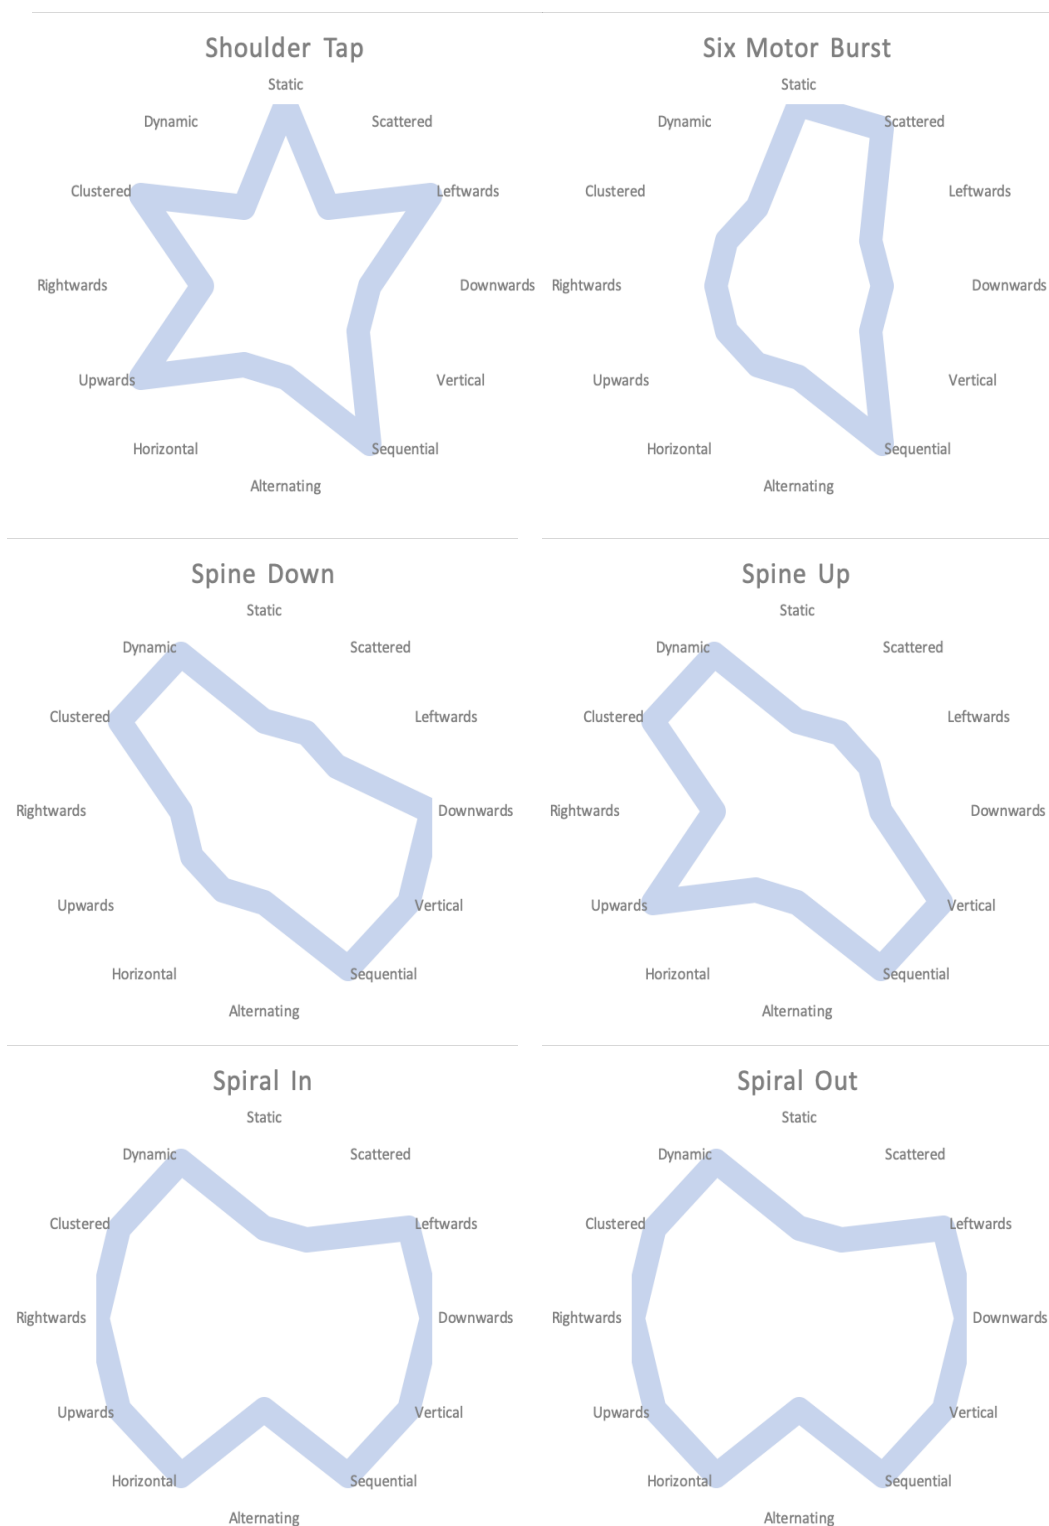 Shoulder Tap
Static
Dynamic
Scattered
Clustered
Leftwards
Rightwards
Downwards
Upwards
Vertical
Horizontal
Sequential
Alternating
Six Motor Burst
Static
Dynamic
Scattered
Clustered
Leftwards
Rightwards
Downwards
Upwards
Vertical
Horizontal
Sequential
Alternating
Spine Down
Static
Dynamic
Scattered
Clustered
Leftwards
Rightwards
Downwards
Upwards
Vertical
Horizontal
Sequential
Alternating
Spine Up
Static
Dynamic
Scattered
Clustered
Leftwards
Rightwards
Downwards
Upwards
Vertical
Horizontal
Sequential
Alternating
Spiral In
Static
Dynamic
Scattered
Clustered
Leftwards
Rightwards
Downwards
Upwards
Vertical
Horizontal
Sequential
Alternating
Spiral Out
Static
Dynamic
Scattered
Clustered
Leftwards
Rightwards
Downwards
Upwards
Vertical
Horizontal
Sequential
Alternating